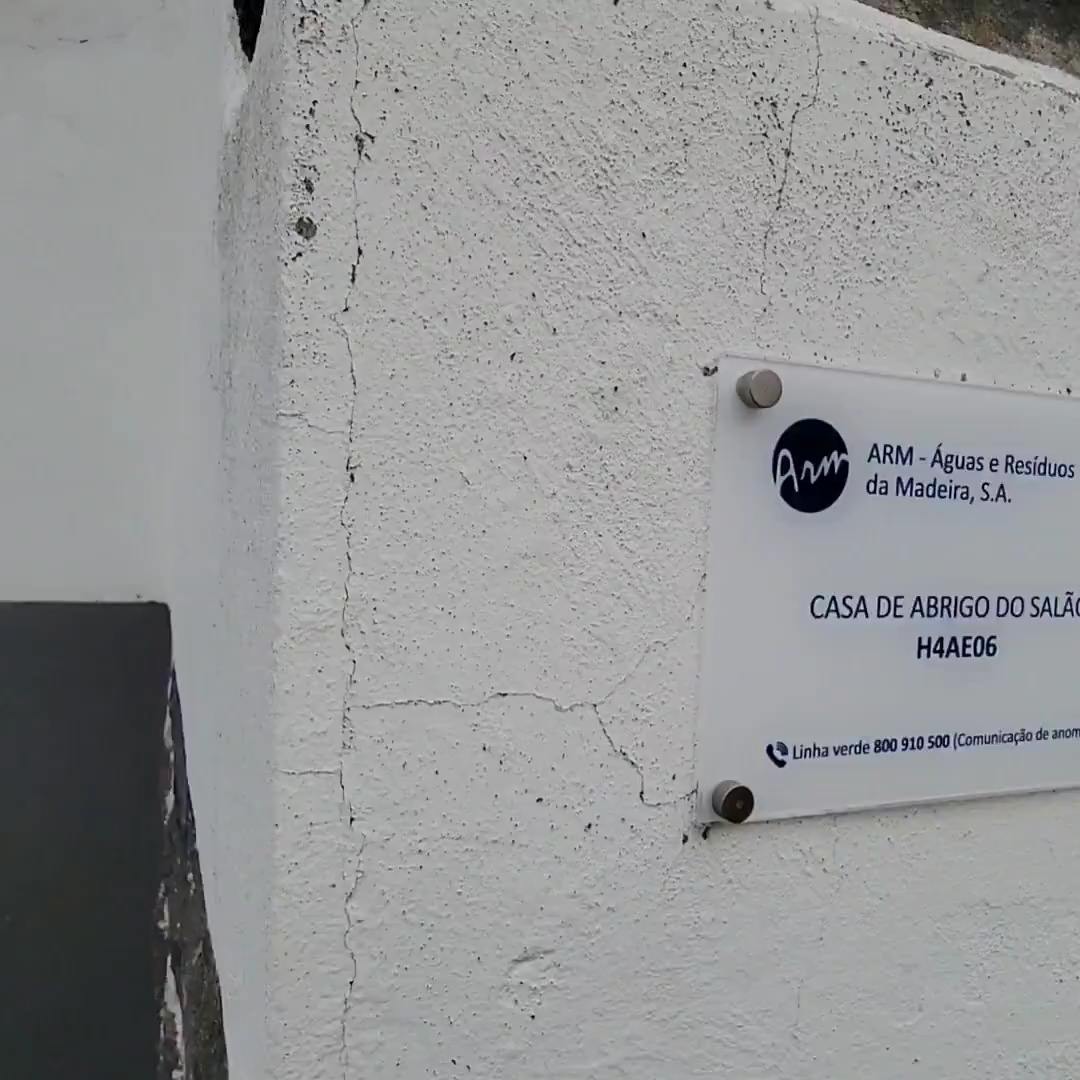 Arm
ARM - Águas e Resíduos
da Madeira, S.A.
CASA DE ABRIGO DO SALÃO
H4AE06
Linha verde 800 910 500 (Comunicação de anom